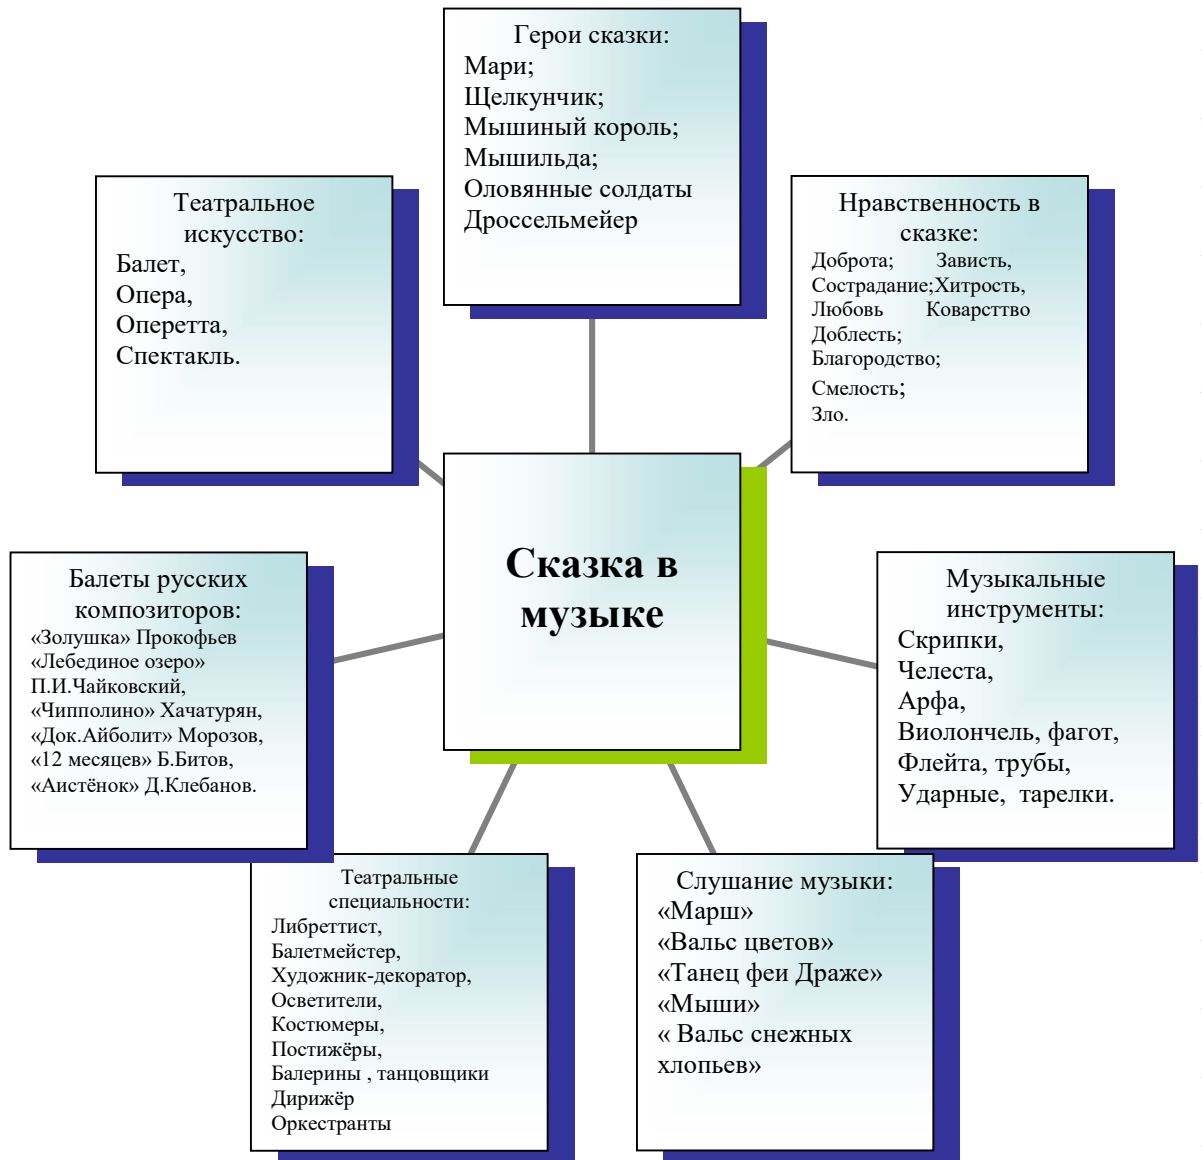 Герои сказки:
Мари;
Щелкунчик;
Мышиный король;
Мышильда;
Оловянные солдаты
Дроссельмейер
Театральное
искусство:
Балет,
Опера,
Оперетта,
Спектакль.
Нравственность в
сказке:
Доброта; Зависть,
Сострадание;Хитрость,
Любовь Коварсттво
Доблесть;
Благородство;
Смелость;
Зло.
Сказка в
музыке
Балеты русских
композиторов:
«Золушка» Прокофьев
«Лебединое озеро»
П.И.Чайковский,
«Чипполино» Хачатурян,
«Док.Айболит» Морозов,
«12 месяцев» Б.Битов,
«Аистёнок» Д.Клебанов.
Музыкальные
инструменты:
Скрипки,
Челеста,
Арфа,
Виолончель, фагот,
Флейта, трубы,
Ударные, тарелки.
Театральные
специальности:
Либреттист,
Балетмейстер,
Художник-декоратор,
Осветители,
Костюмеры,
Постижёры,
Балерины , танцовщики
Дирижёр
Оркестранты
Слушание музыки:
«Марш»
«Вальс цветов»
«Танец феи Драже»
«Мыши»
« Вальс снежных
хлопьев»